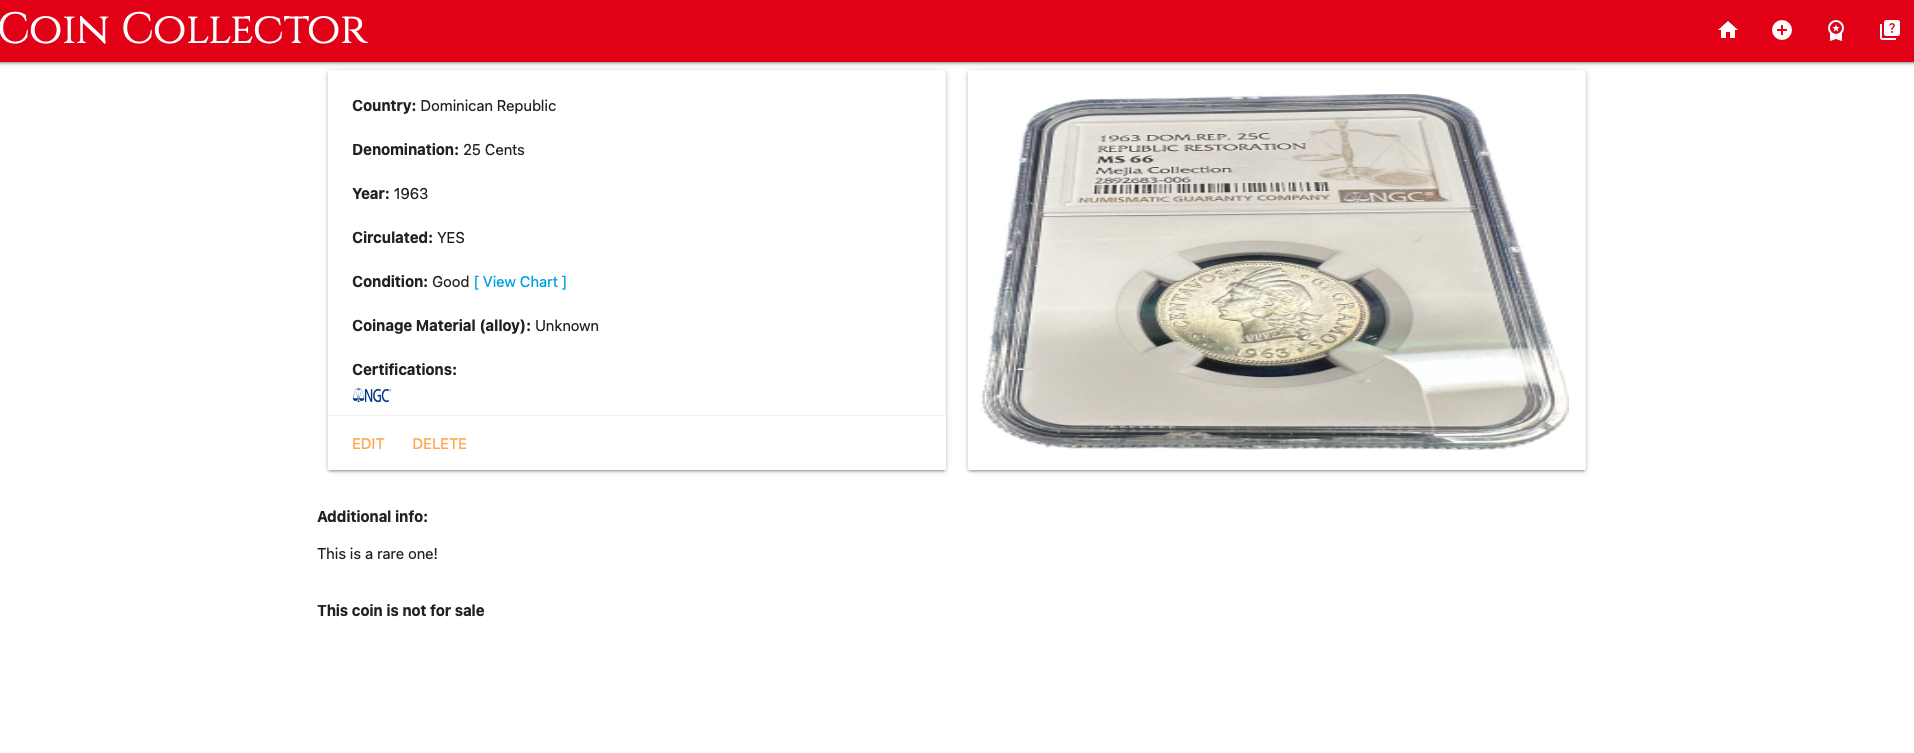 COIN COLLECTOR
Country: Dominican Republic
Denomination: 25 Cents
Year: 1963
Circulated: YES
Condition: Good [ View Chart ]
Coinage Material (alloy): Unknown
Certifications:
NGC
EDIT DELETE
1963 DOM.REP. 25C
REPUBLIC RESTORATION
MS 66
Mejia Collection
2892683-006
NUMISMATIC GUARANTY COMPANY NGC
CENTAVOS 6¼ GRAMOS
1963
Additional info:
This is a rare one!
This coin is not for sale